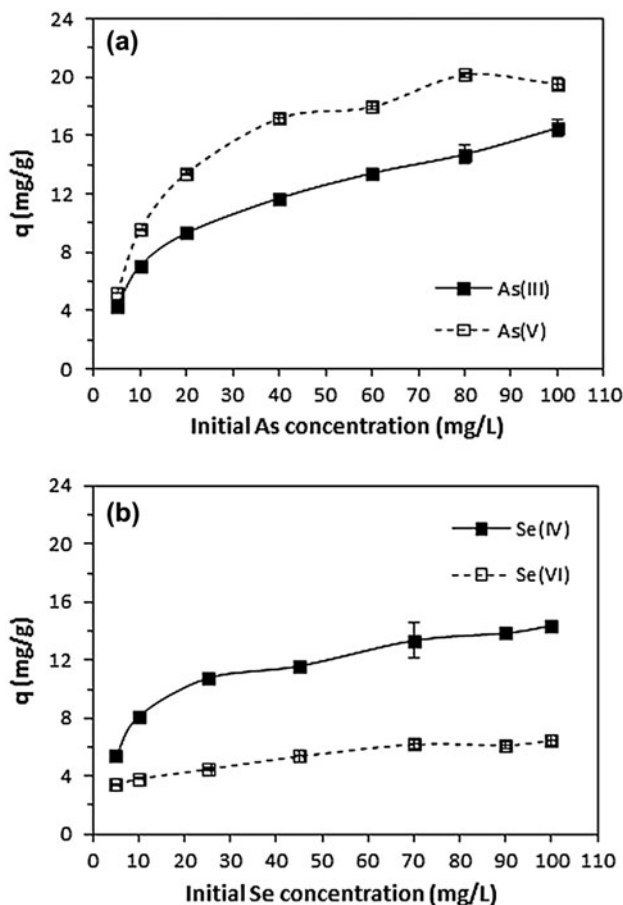 (a)
24
20
16
12
8
4
0
q (mg/g)
As(III)
As(V)
0 10 20 30 40 50 60 70 80 90 100 110
Initial As concentration (mg/L)
(b)
24
20
16
12
8
4
0
q (mg/g)
Se(IV)
Se(VI)
0 10 20 30 40 50 60 70 80 90 100 110
Initial Se concentration (mg/L)